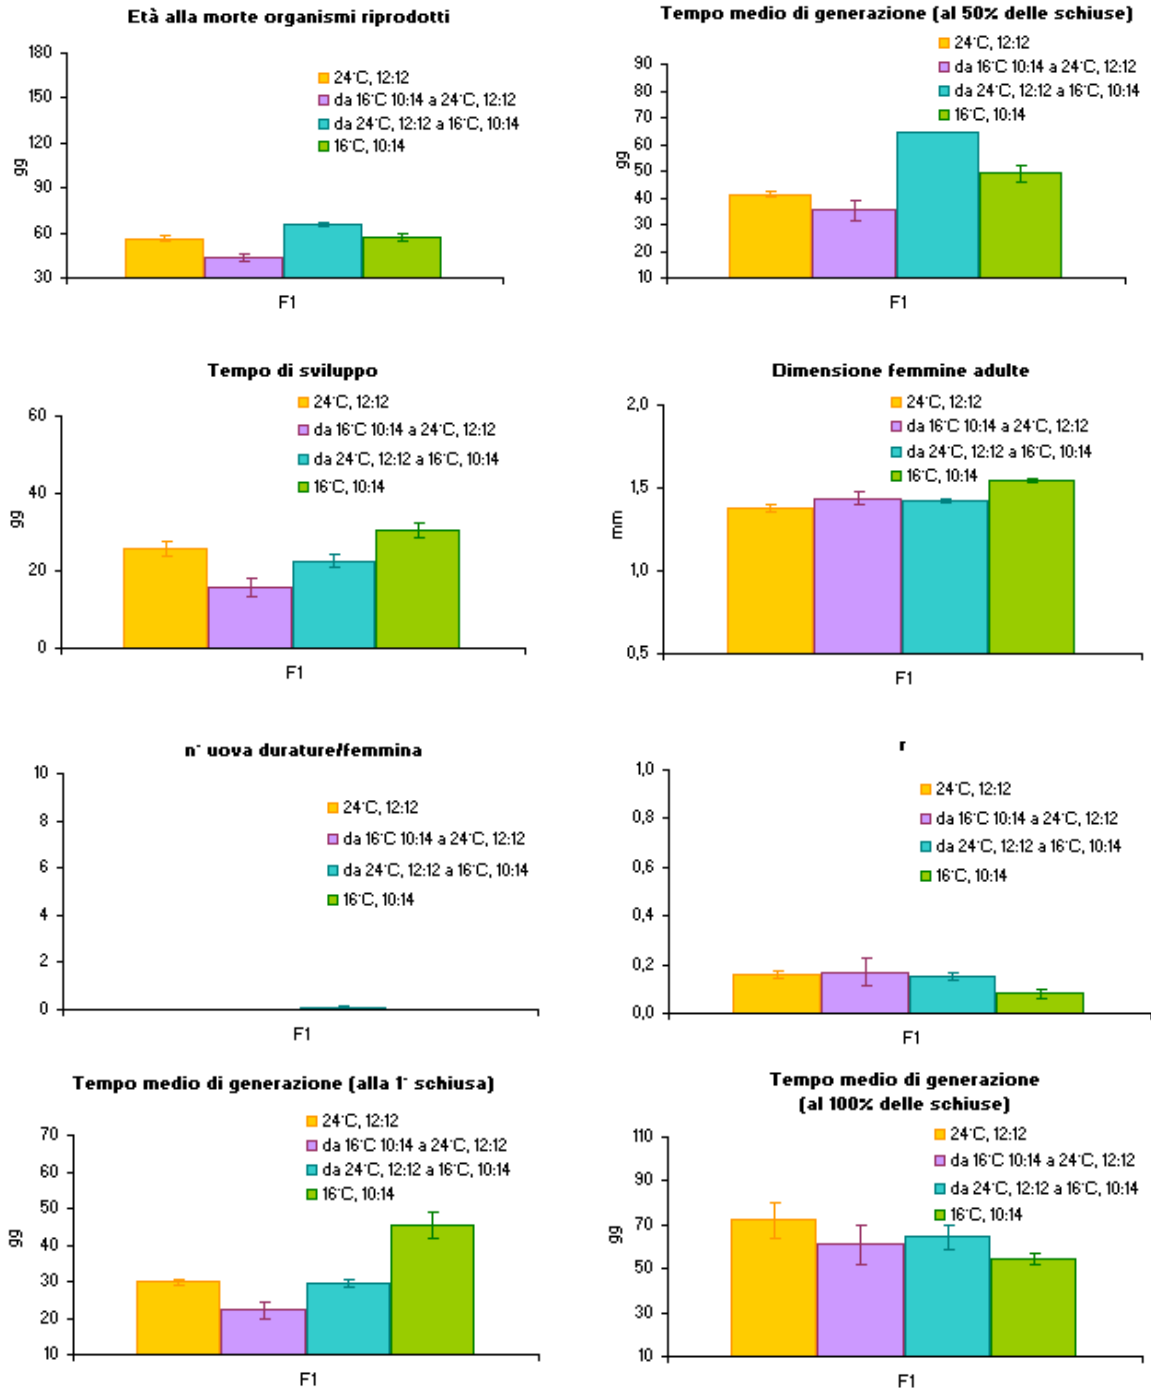 Età alla morte organismi riprodotti
180
150
120
90
60
30
gg
24°C, 12:12
da 16°C 10:14 a 24°C, 12:12
da 24°C, 12:12 a 16°C, 10:14
16°C, 10:14
F1
Tempo medio di generazione (al 50% delle schiuse)
90
80
70
60
50
40
30
20
10
gg
24°C, 12:12
da 16°C 10:14 a 24°C, 12:12
da 24°C, 12:12 a 16°C, 10:14
16°C, 10:14
F1
Tempo di sviluppo
60
40
20
0
gg
24°C, 12:12
da 16°C 10:14 a 24°C, 12:12
da 24°C, 12:12 a 16°C, 10:14
16°C, 10:14
F1
Dimensione femmine adulte
2,0
1,5
1,0
0,5
mm
24°C, 12:12
da 16°C 10:14 a 24°C, 12:12
da 24°C, 12:12 a 16°C, 10:14
16°C, 10:14
F1
n° uova durature/femmina
10
8
6
4
2
0
24°C, 12:12
da 16°C 10:14 a 24°C, 12:12
da 24°C, 12:12 a 16°C, 10:14
16°C, 10:14
F1
r
1,0
0,8
0,6
0,4
0,2
0,0
24°C, 12:12
da 16°C 10:14 a 24°C, 12:12
da 24°C, 12:12 a 16°C, 10:14
16°C, 10:14
F1
Tempo medio di generazione (alla 1° schiusa)
70
60
50
40
30
20
10
gg
24°C, 12:12
da 16°C 10:14 a 24°C, 12:12
da 24°C, 12:12 a 16°C, 10:14
16°C, 10:14
F1
Tempo medio di generazione
(al 100% delle schiuse)
110
90
70
50
30
10
gg
24°C, 12:12
da 16°C 10:14 a 24°C, 12:12
da 24°C, 12:12 a 16°C, 10:14
16°C, 10:14
F1